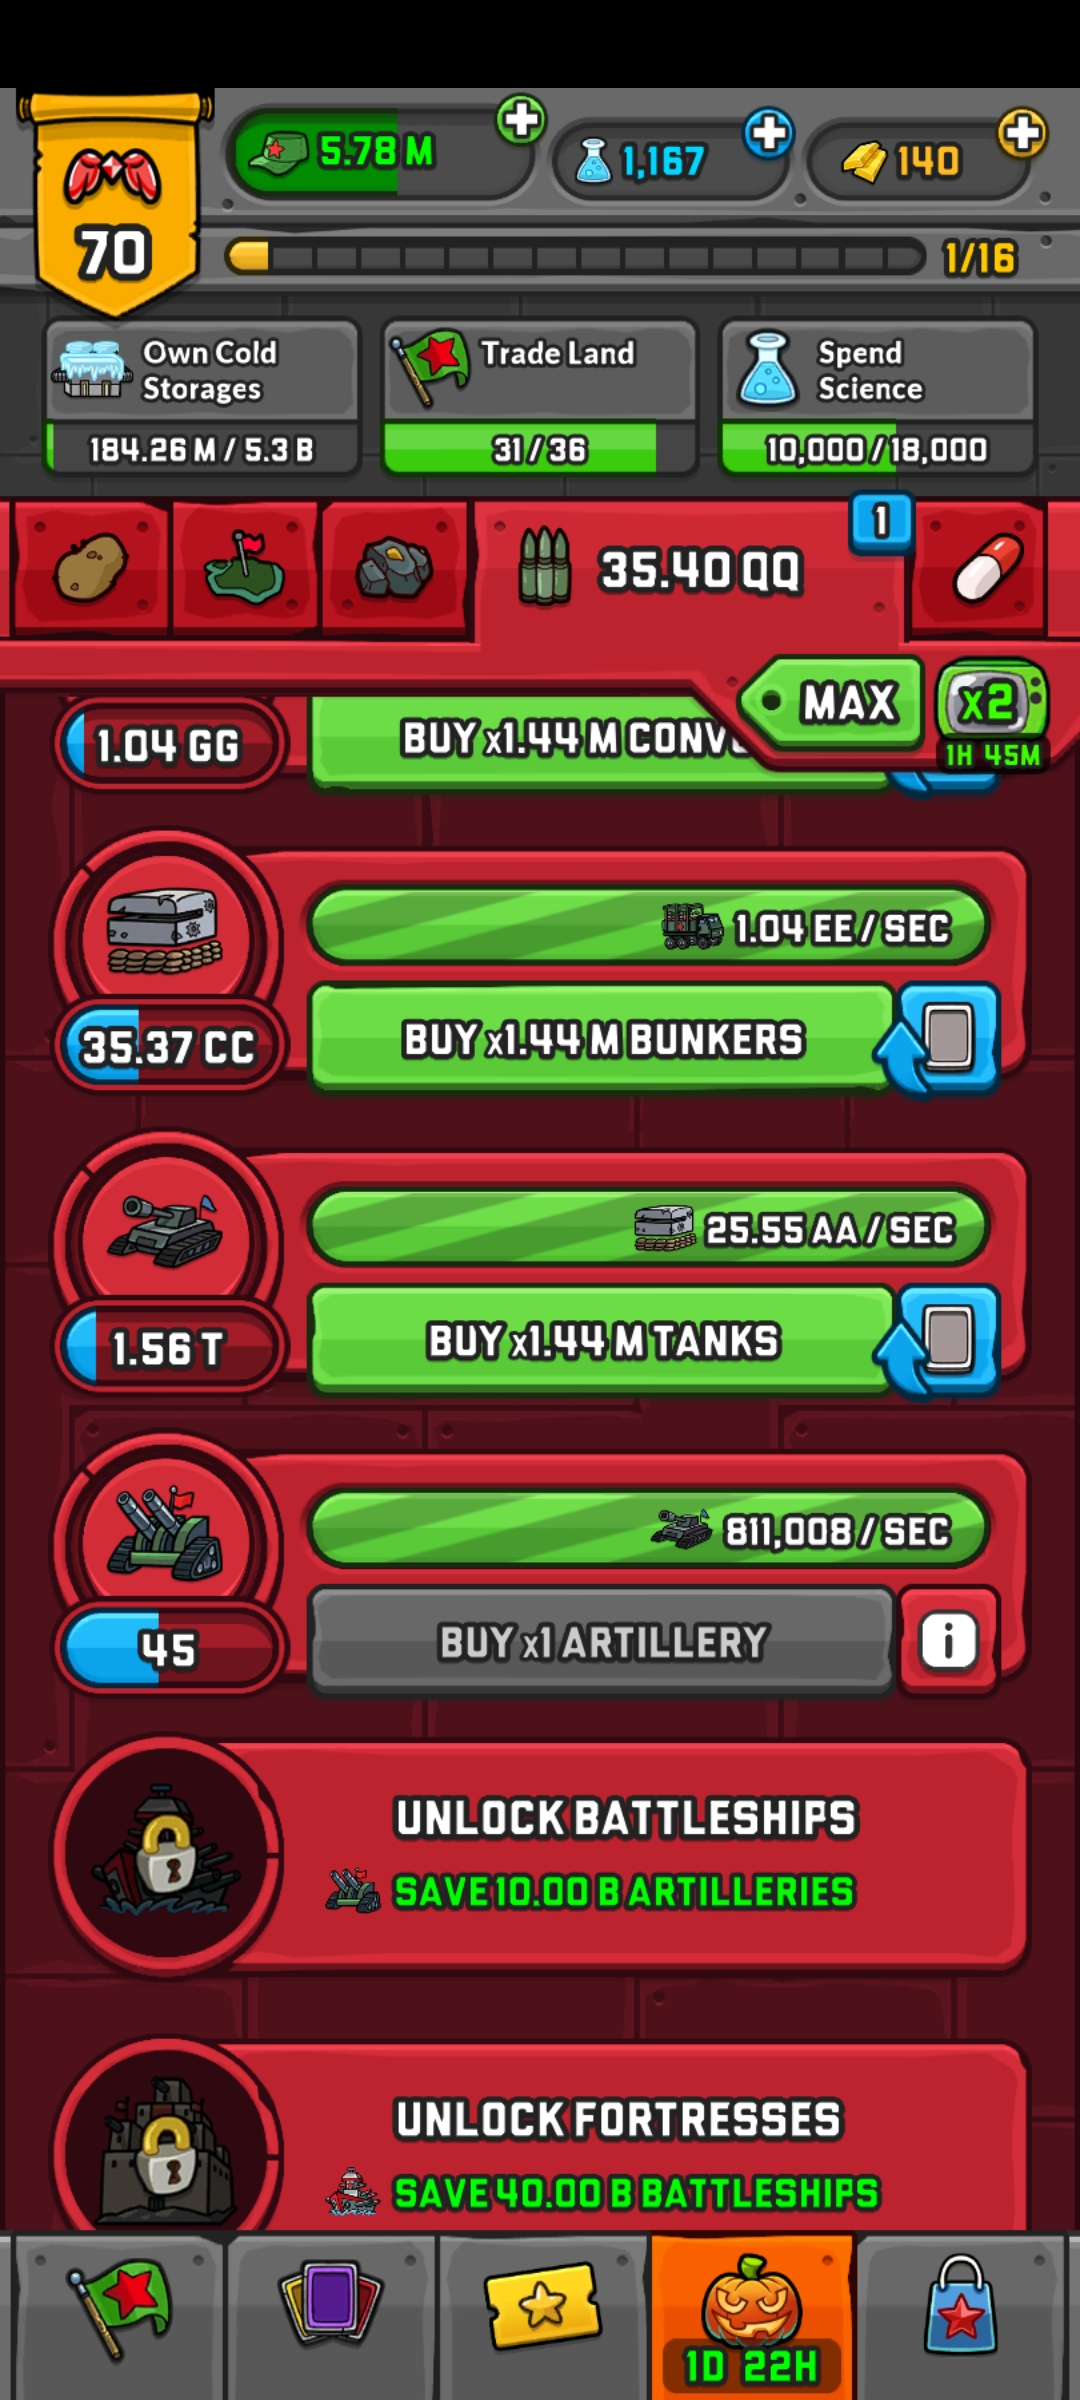 5.78 M
1,167
140
70
1/16
Own Cold
Storages
Trade Land
Spend
Science
184.26 M / 5.3 B
31 / 36
10,000 / 18,000
1
35.40 QQ
MAX
x2
1H 45M
1.04 GG
BUY x1.44 M CONV
1.04 EE / SEC
35.37 CC
BUY x1.44 M BUNKERS
25.55 AA / SEC
1.56 T
BUY x1.44 M TANKS
811,008 / SEC
45
BUY x1 ARTILLERY
i
UNLOCK BATTLESHIPS
SAVE 10.00 B ARTILLERIES
UNLOCK FORTRESSES
SAVE 40.00 B BATTLESHIPS
1D 22H